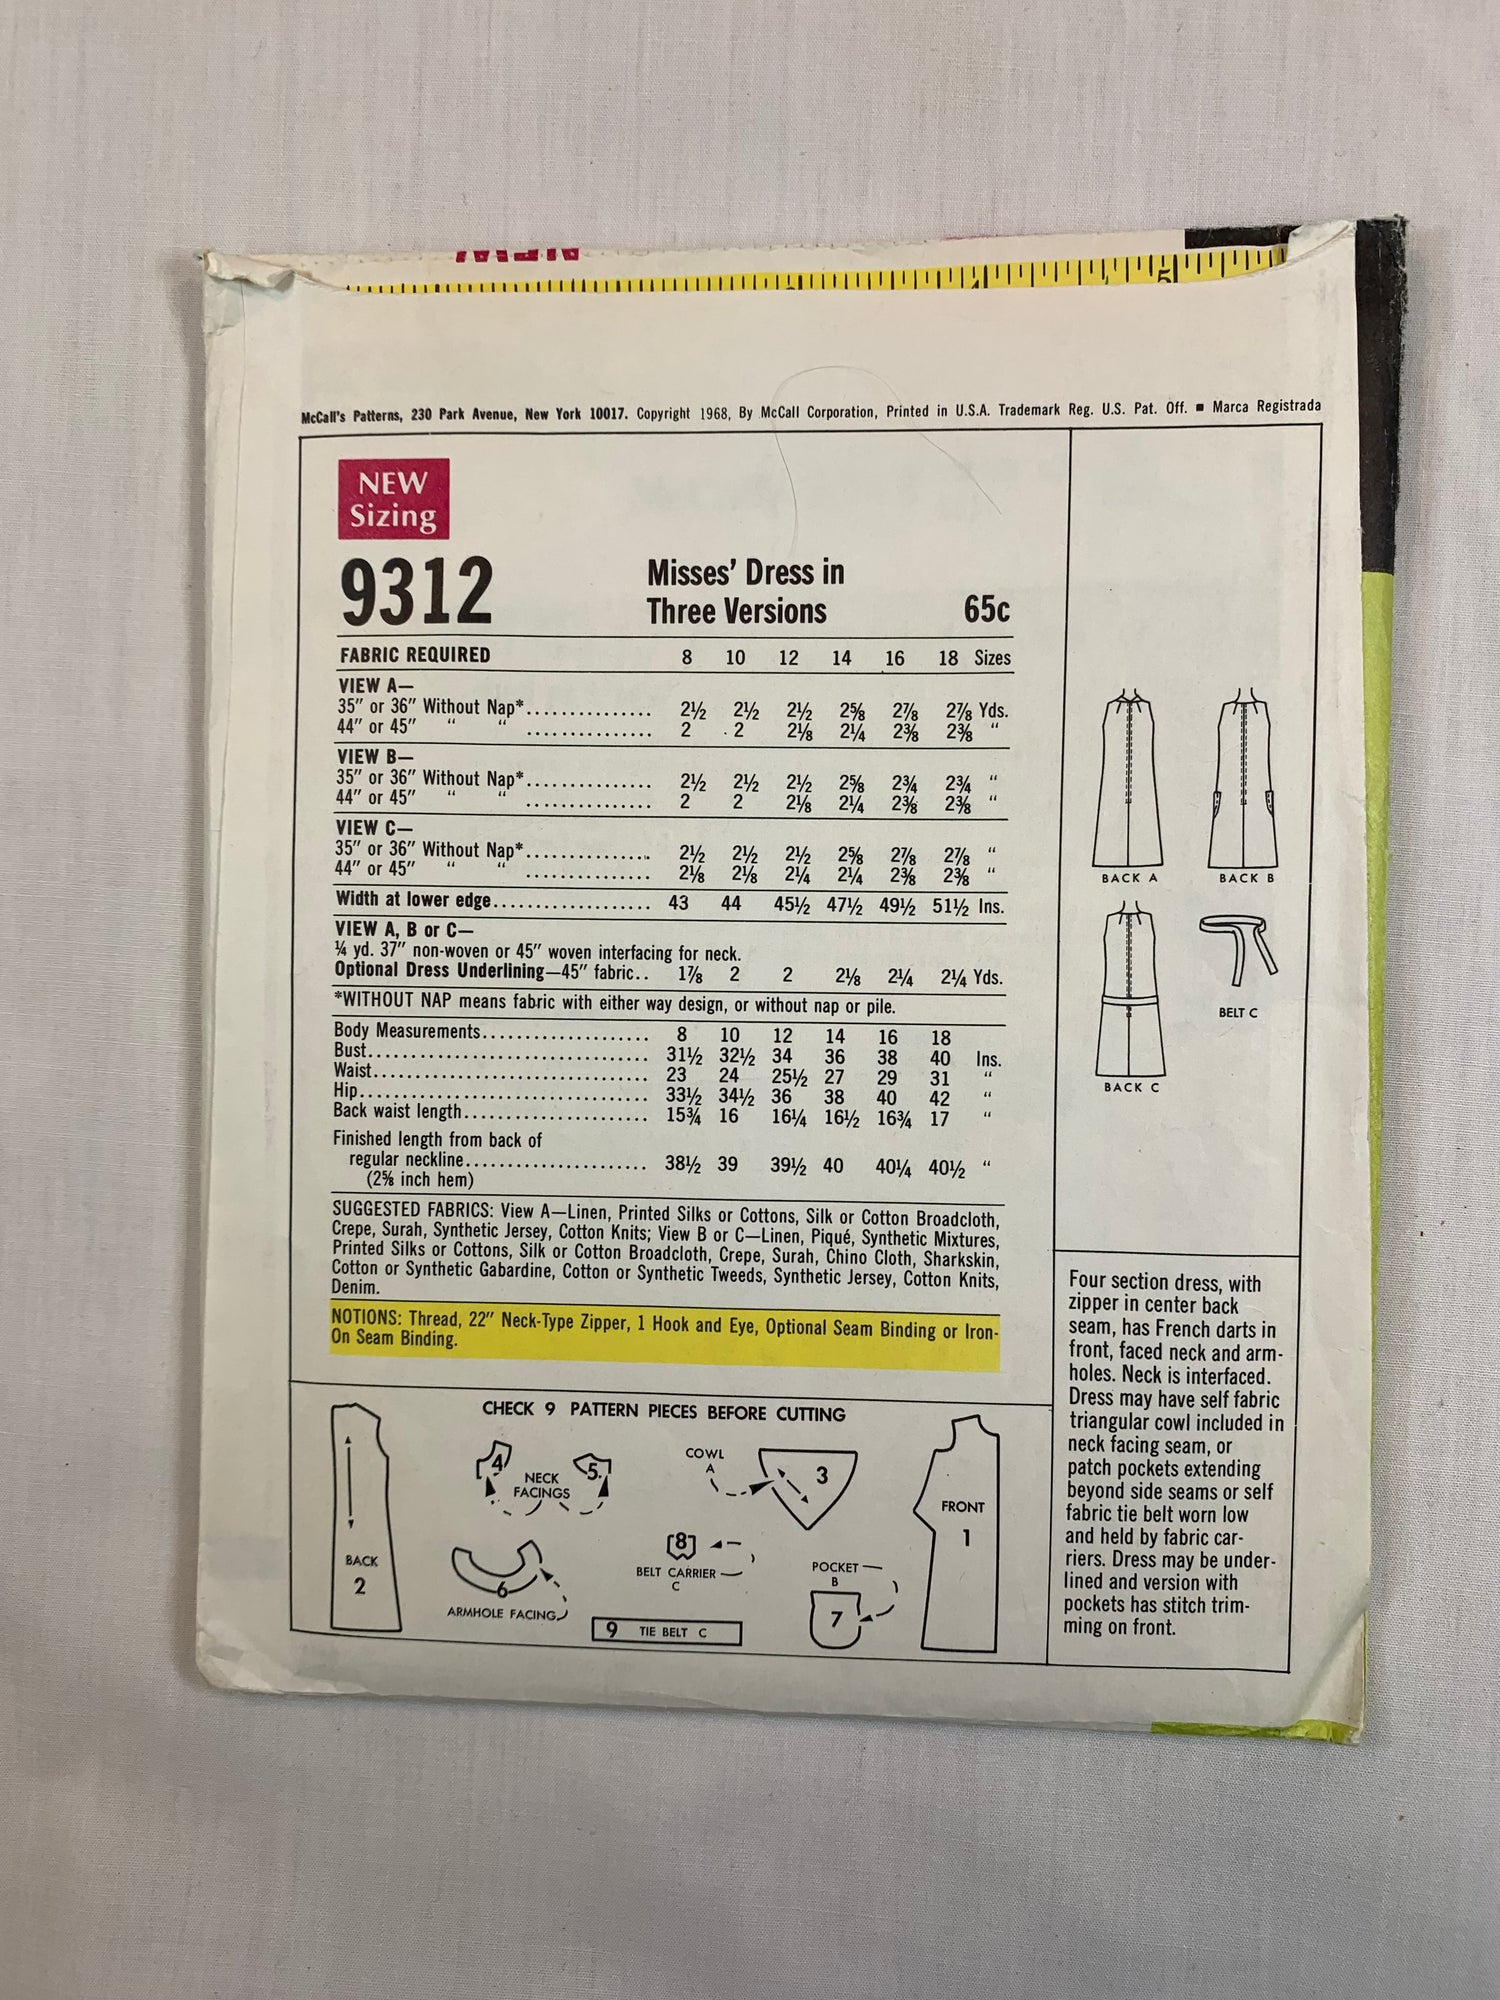 5
McCall's Patterns, 230 Park Avenue, New York 10017. Copyright 1968, By McCall Corporation, Printed in U.S.A. Trademark Reg. U.S. Pat. Off. ■ Marca Registrada
NEW
Sizing
9312
Misses' Dress in
Three Versions 65c
FABRIC REQUIRED 8 10 12 14 16 18 Sizes
VIEW A—
35" or 36" Without Nap*............... 2½ 2½ 2½ 2⅝ 2⅞ 2⅞ Yds.
44" or 45" " " ............... 2 2 2⅛ 2¼ 2⅜ 2⅜ "
VIEW B—
35" or 36" Without Nap*............... 2½ 2½ 2½ 2⅝ 2¾ 2¾ "
44" or 45" " " ............... 2 2 2⅛ 2¼ 2⅜ 2⅜ "
VIEW C—
35" or 36" Without Nap*............... 2½ 2½ 2½ 2⅝ 2⅞ 2⅞ "
44" or 45" " " ............... 2⅛ 2⅛ 2¼ 2¼ 2⅜ 2⅜ "
Width at lower edge................... 43 44 45½ 47½ 49½ 51½ Ins.
VIEW A, B or C—
¼ yd. 37" non-woven or 45" woven interfacing for neck.
Optional Dress Underlining—45" fabric.. 1⅞ 2 2 2⅛ 2¼ 2¼ Yds.
*WITHOUT NAP means fabric with either way design, or without nap or pile.
Body Measurements.................... 8 10 12 14 16 18
Bust................................. 31½ 32½ 34 36 38 40 Ins.
Waist................................ 23 24 25½ 27 29 31 "
Hip.................................. 33½ 34½ 36 38 40 42 "
Back waist length...................... 15¾ 16 16¼ 16½ 16¾ 17 "
Finished length from back of
regular neckline...................... 38½ 39 39½ 40 40¼ 40½ "
(2⅝ inch hem)
SUGGESTED FABRICS: View A—Linen, Printed Silks or Cottons, Silk or Cotton Broadcloth,
Crepe, Surah, Synthetic Jersey, Cotton Knits; View B or C—Linen, Piqué, Synthetic Mixtures,
Printed Silks or Cottons, Silk or Cotton Broadcloth, Crepe, Surah, Chino Cloth, Sharkskin,
Cotton or Synthetic Gabardine, Cotton or Synthetic Tweeds, Synthetic Jersey, Cotton Knits,
Denim.
NOTIONS: Thread, 22" Neck-Type Zipper, 1 Hook and Eye, Optional Seam Binding or Iron-
On Seam Binding.
BACK A BACK B
BELT C
BACK C
Four section dress, with
zipper in center back
seam, has French darts in
front, faced neck and arm-
holes. Neck is interfaced.
Dress may have self fabric
triangular cowl included in
neck facing seam, or
patch pockets extending
beyond side seams or self
fabric tie belt worn low
and held by fabric car-
riers. Dress may be under-
lined and version with
pockets has stitch trim-
ming on front.
CHECK 9 PATTERN PIECES BEFORE CUTTING
BACK
2
4
NECK
FACINGS
5
COWL
A
3
FRONT
1
6
ARMHOLE FACING
8
BELT CARRIER
C
9 TIE BELT C
POCKET
B
7